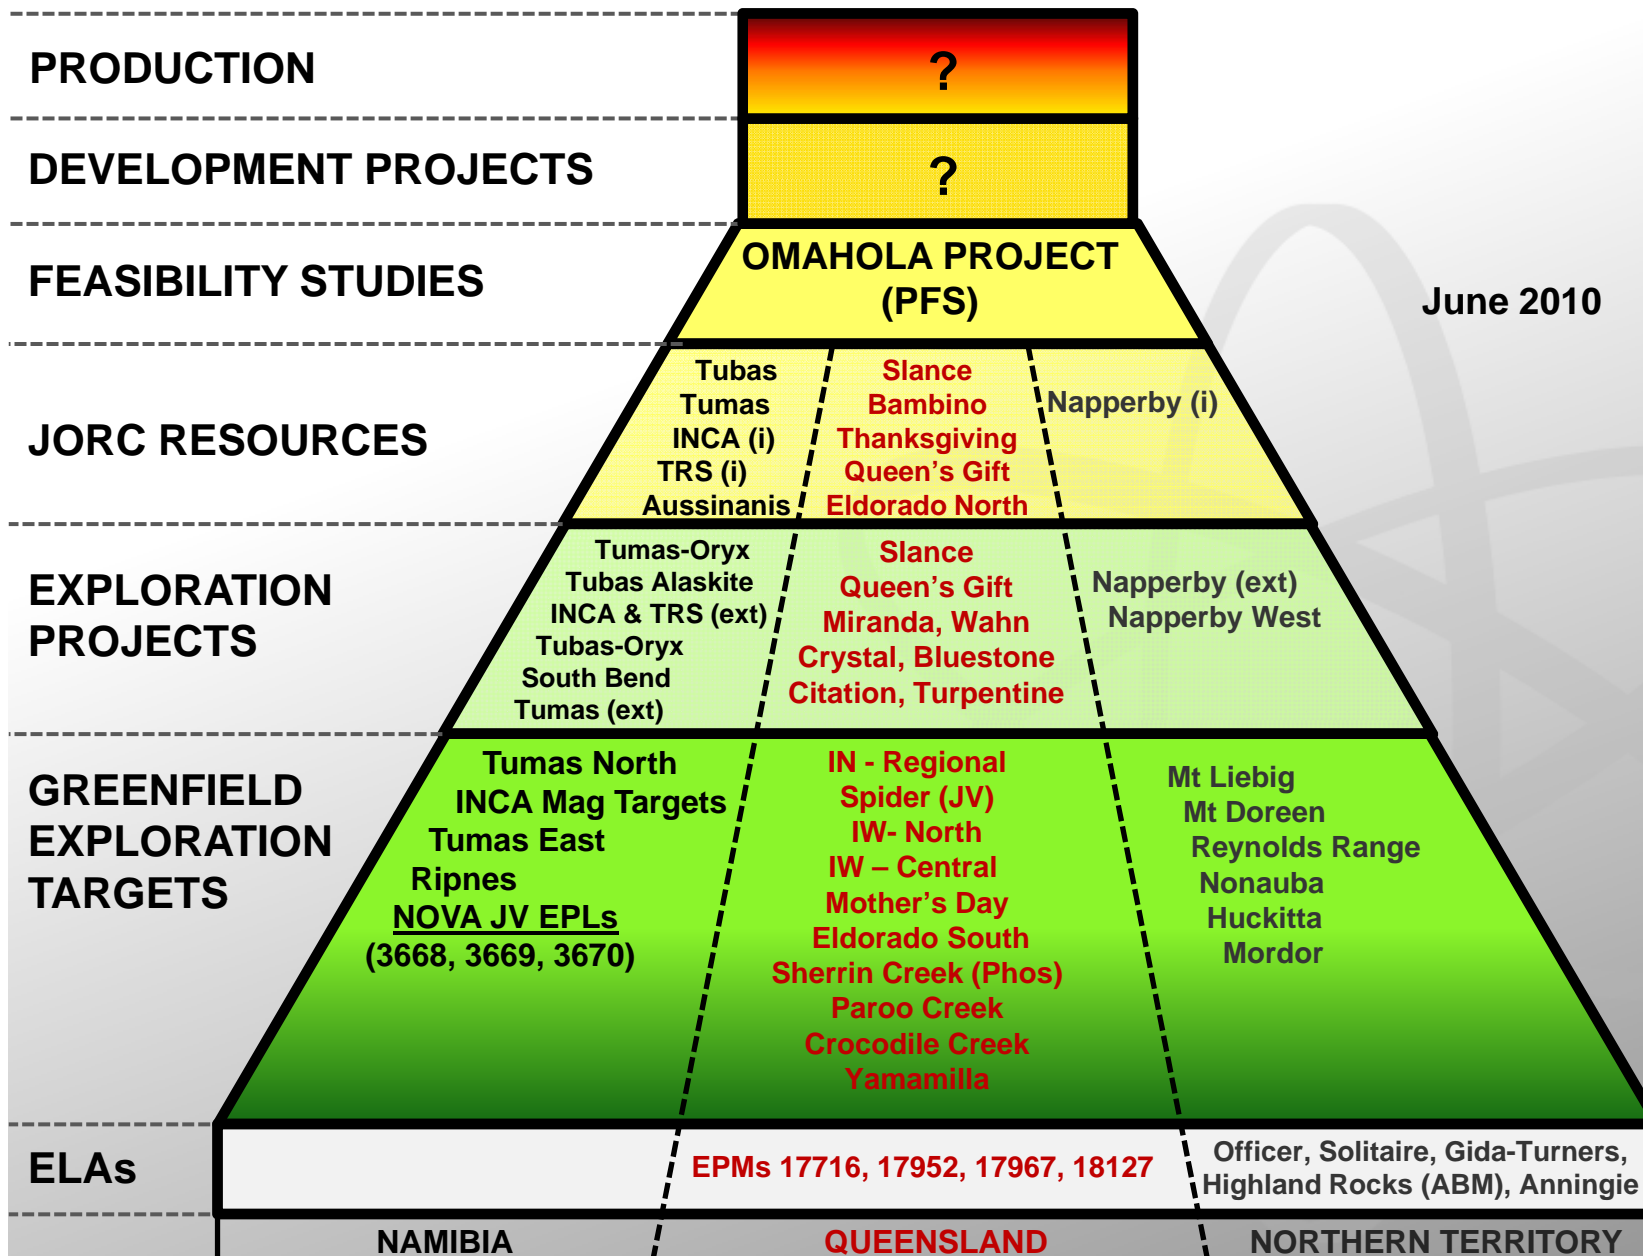 PRODUCTION
?
DEVELOPMENT PROJECTS
?
FEASIBILITY STUDIES
OMAHOLA PROJECT
(PFS)
June 2010
JORC RESOURCES
Tubas
Tumas
INCA (i)
TRS (i)
Aussinanis
Slance
Bambino
Thanksgiving
Queen's Gift
Eldorado North
Napperby (i)
EXPLORATION
PROJECTS
Tumas-Oryx
Tubas Alaskite
INCA & TRS (ext)
Tubas-Oryx
South Bend
Tumas (ext)
Slance
Queen's Gift
Miranda, Wahn
Crystal, Bluestone
Citation, Turpentine
Napperby (ext)
Napperby West
GREENFIELD
EXPLORATION
TARGETS
Tumas North
INCA Mag Targets
Tumas East
Ripnes
NOVA JV EPLs
(3668, 3669, 3670)
IN - Regional
Spider (JV)
IW- North
IW – Central
Mother's Day
Eldorado South
Sherrin Creek (Phos)
Paroo Creek
Crocodile Creek
Yamamilla
Mt Liebig
Mt Doreen
Reynolds Range
Nonauba
Huckitta
Mordor
ELAs
EPMs 17716, 17952, 17967, 18127
Officer, Solitaire, Gida-Turners,
Highland Rocks (ABM), Anningie
NAMIBIA
QUEENSLAND
NORTHERN TERRITORY